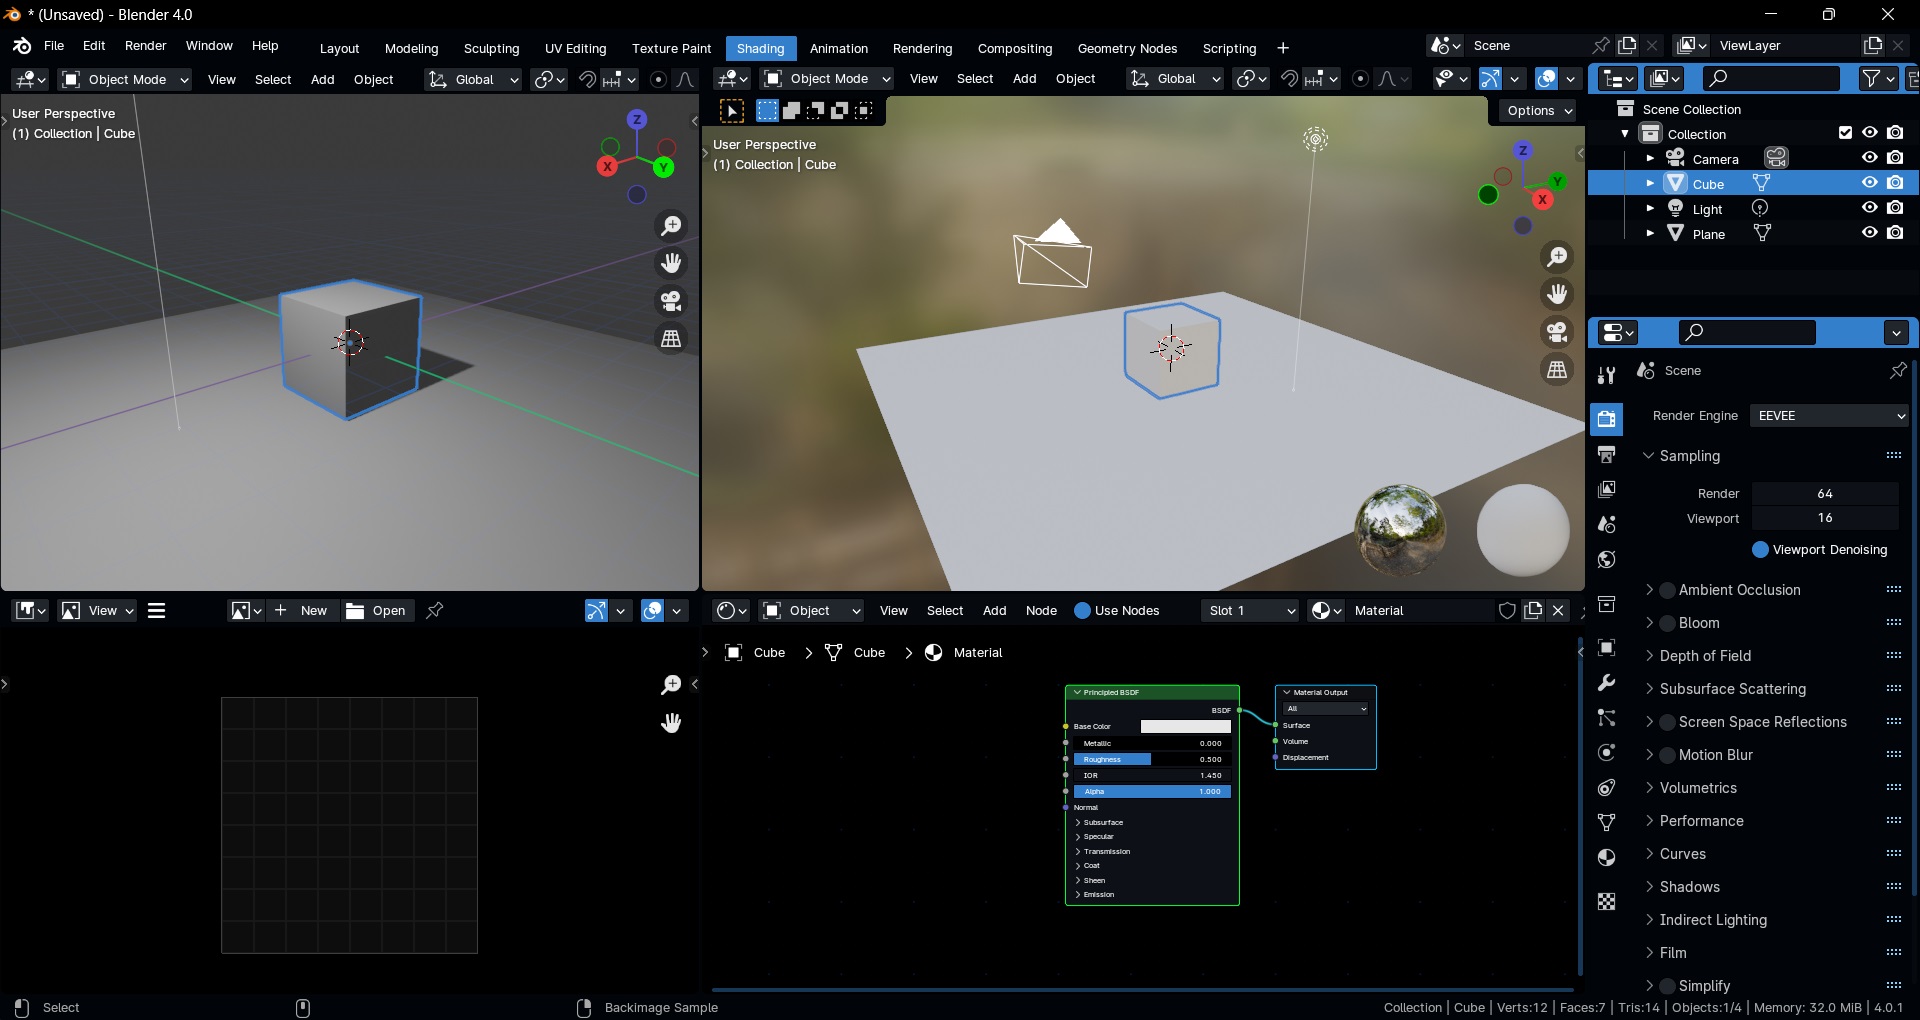 * (Unsaved) - Blender 4.0
File Edit Render Window Help
Layout Modeling Sculpting UV Editing Texture Paint Shading Animation Rendering Compositing Geometry Nodes Scripting +
Scene
ViewLayer
Object Mode View Select Add Object Global
Object Mode View Select Add Object Global
Options
User Perspective
(1) Collection | Cube
Z
X
Y
User Perspective
(1) Collection | Cube
Z
Y
X
Scene Collection
Collection
Camera
Cube
Light
Plane
Scene
Render Engine EEVEE
Sampling
Render 64
Viewport 16
Viewport Denoising
Ambient Occlusion
Bloom
Depth of Field
Subsurface Scattering
Screen Space Reflections
Motion Blur
Volumetrics
Performance
Curves
Shadows
Indirect Lighting
Film
Simplify
View New Open
Object View Select Add Node Use Nodes Slot 1 Material
Cube > Cube > Material
Principled BSDF
BSDF
Base Color
Metallic 0.000
Roughness 0.500
IOR 1.450
Alpha 1.000
Normal
Subsurface
Specular
Transmission
Coat
Sheen
Emission
Material Output
All
Surface
Volume
Displacement
Select
Backimage Sample
Collection | Cube | Verts:12 | Faces:7 | Tris:14 | Objects:1/4 | Memory: 32.0 MiB | 4.0.1